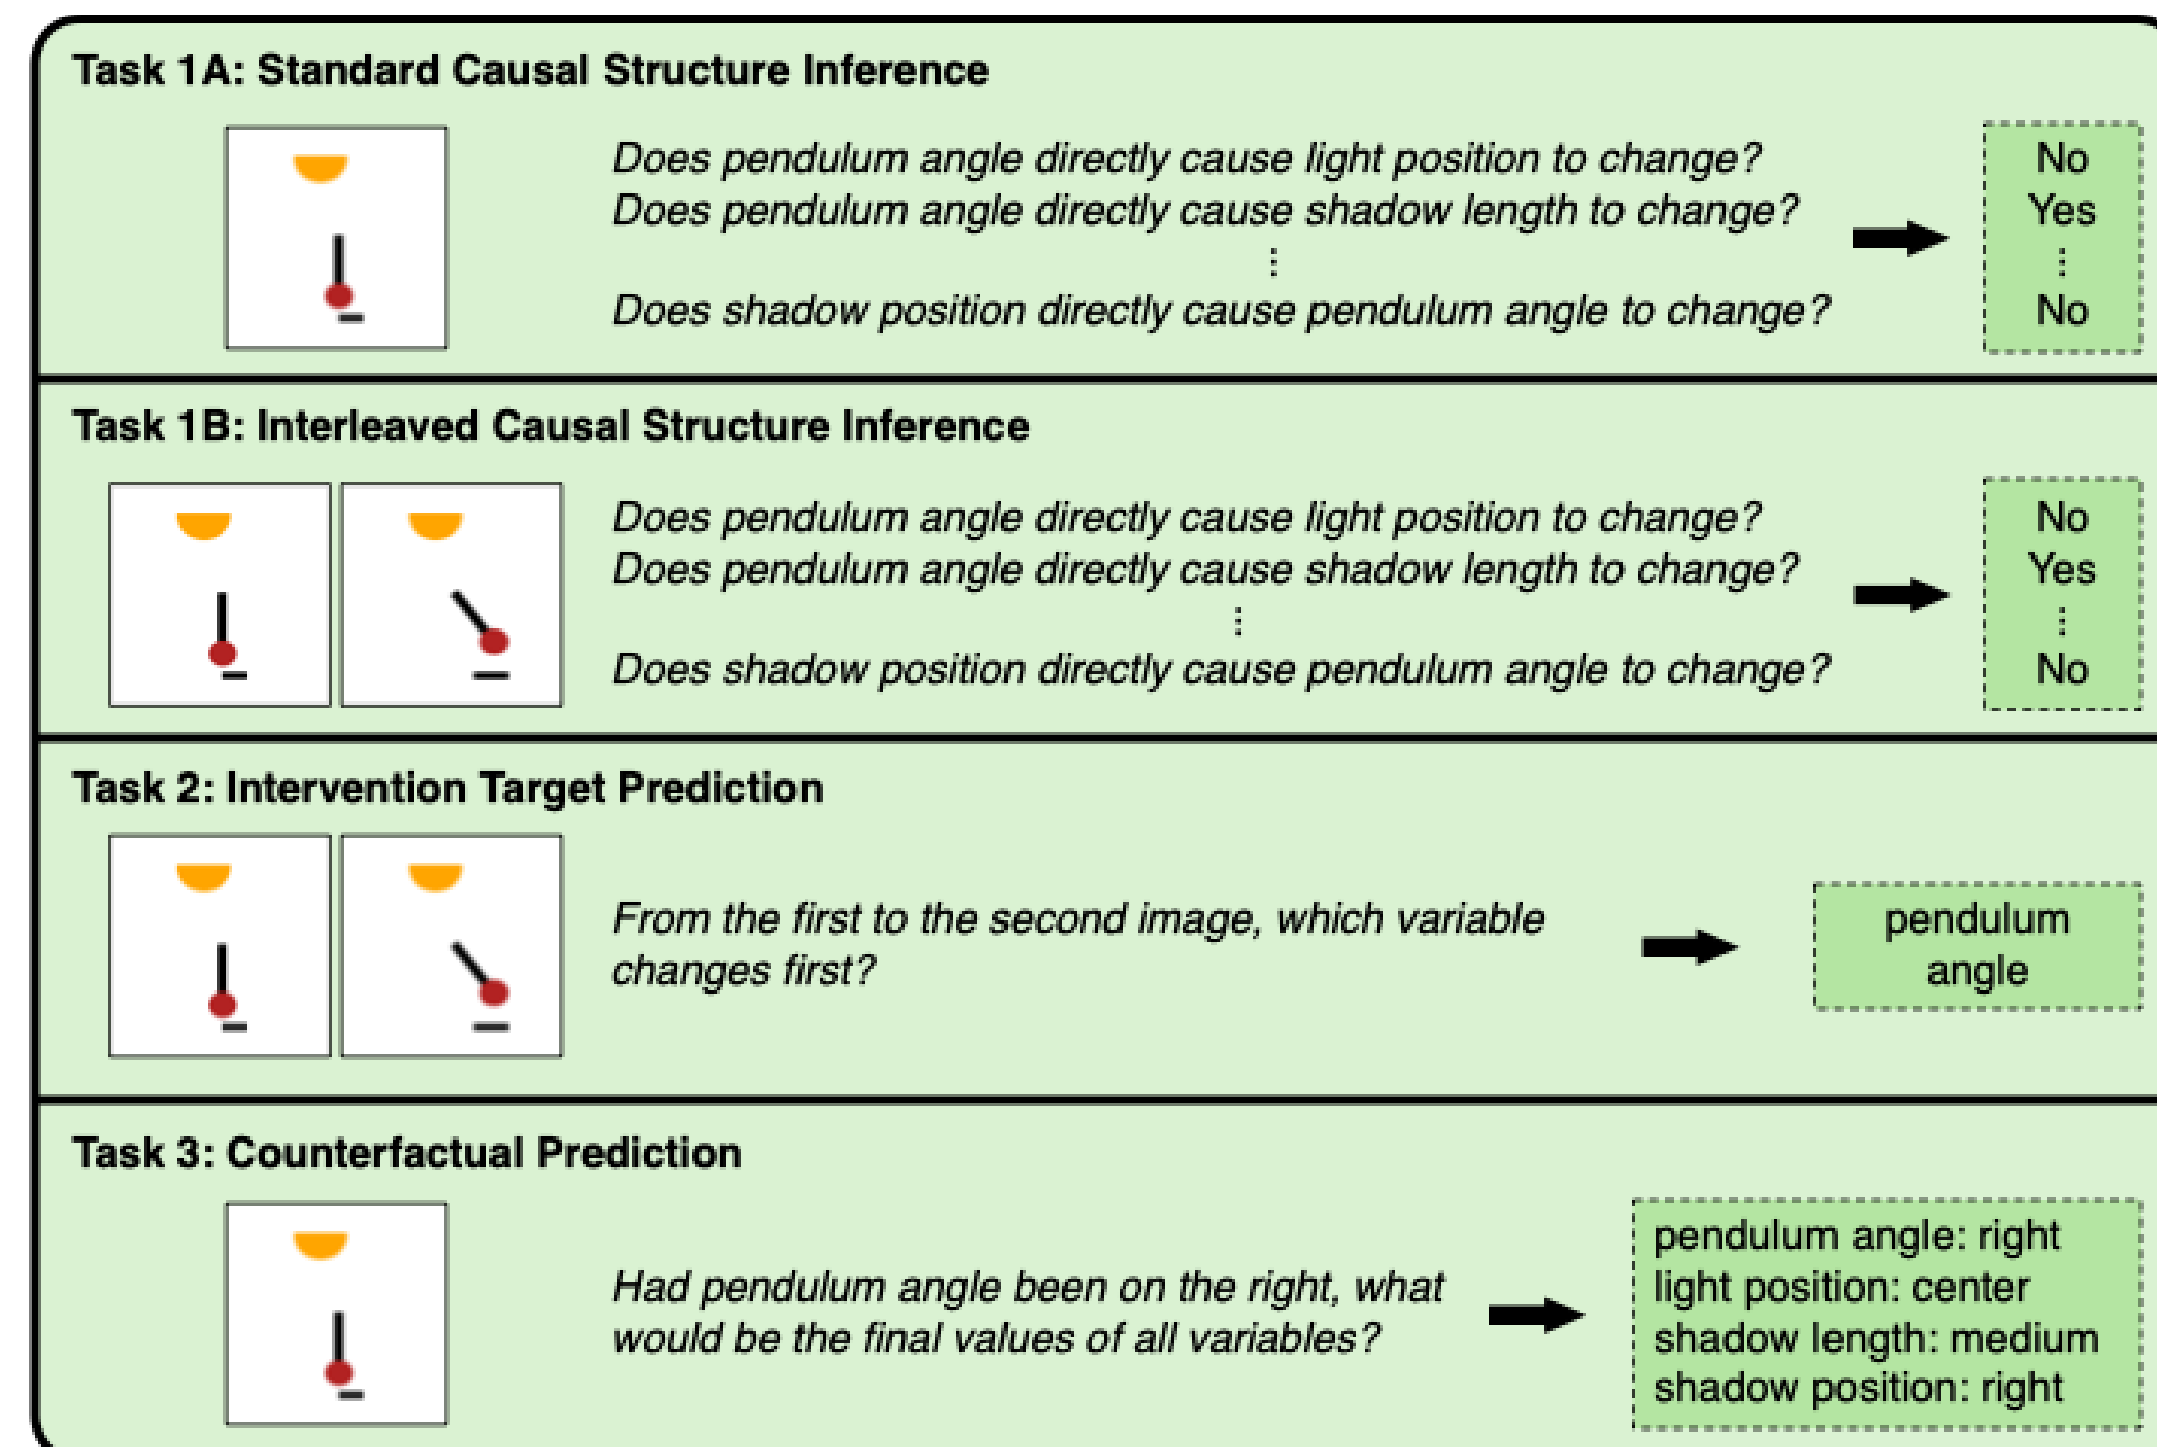 Task 1A: Standard Causal Structure Inference
Does pendulum angle directly cause light position to change?
Does pendulum angle directly cause shadow length to change?
⋮
Does shadow position directly cause pendulum angle to change?
No
Yes
⋮
No
Task 1B: Interleaved Causal Structure Inference
Does pendulum angle directly cause light position to change?
Does pendulum angle directly cause shadow length to change?
⋮
Does shadow position directly cause pendulum angle to change?
No
Yes
⋮
No
Task 2: Intervention Target Prediction
From the first to the second image, which variable
changes first?
pendulum
angle
Task 3: Counterfactual Prediction
Had pendulum angle been on the right, what
would be the final values of all variables?
pendulum angle: right
light position: center
shadow length: medium
shadow position: right